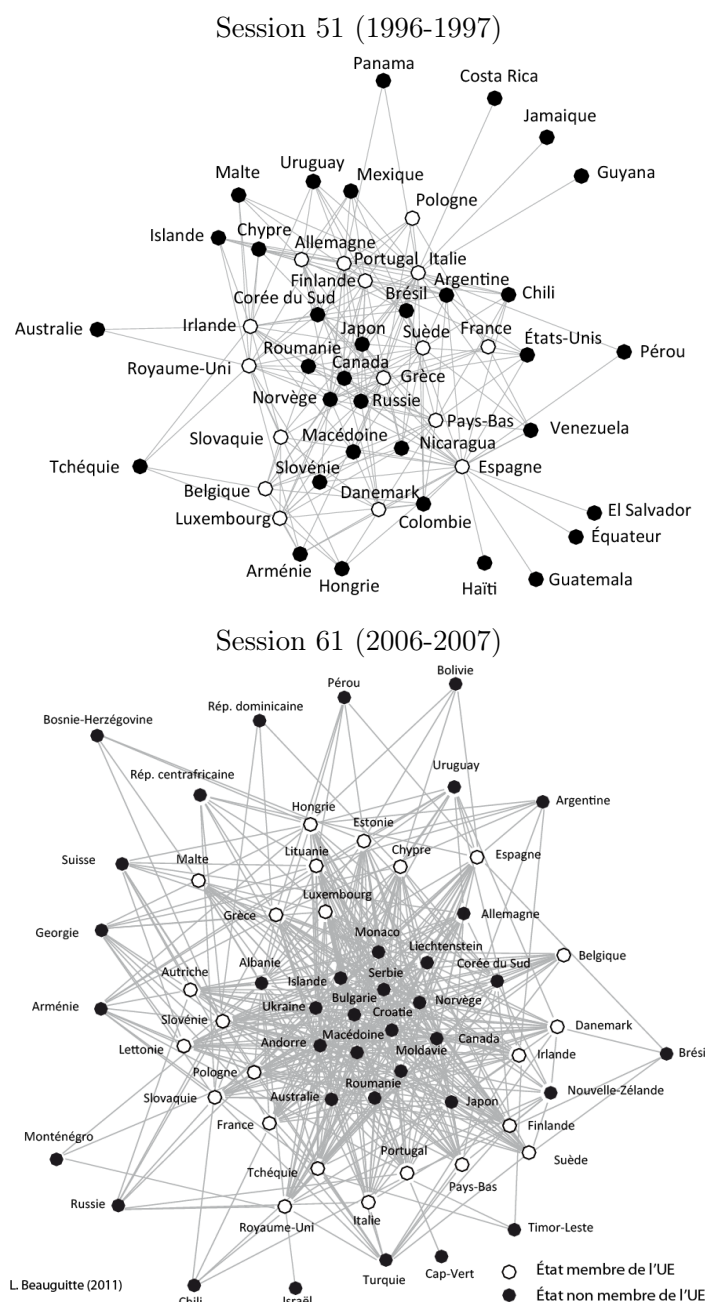 Session 51 (1996-1997)
Panama
Costa Rica
Jamaique
Uruguay
Mexique
Malte
Guyana
Pologne
Islande
Chypre
Allemagne
Portugal
Italie
Finlande
Argentine
Corée du Sud
Brésil
Chili
Australie
Irlande
Japon
Suède
France
États-Unis
Roumanie
Pérou
Royaume-Uni
Canada
Grèce
Norvège
Russie
Pays-Bas
Venezuela
Slovaquie
Macédoine
Nicaragua
Tchéquie
Slovénie
Espagne
Belgique
Danemark
El Salvador
Luxembourg
Colombie
Équateur
Arménie
Hongrie
Haïti
Guatemala
Session 61 (2006-2007)
Bolivie
Pérou
Rép. dominicaine
Bosnie-Herzégovine
Uruguay
Rép. centrafricaine
Argentine
Hongrie
Estonie
Lituanie
Chypre
Espagne
Suisse
Malte
Luxembourg
Grèce
Allemagne
Georgie
Monaco
Liechtenstein
Belgique
Albanie
Corée du Sud
Autriche
Islande
Serbie
Arménie
Ukraine
Bulgarie
Norvège
Slovénie
Croatie
Danemark
Lettonie
Andorre
Macédoine
Canada
Moldavie
Irlande
Brési
Pologne
Roumanie
Nouvelle-Zélande
Slovaquie
Australie
Japon
France
Finlande
Monténégro
Portugal
Suède
Tchéquie
Pays-Bas
Russie
Royaume-Uni
Italie
Timor-Leste
Turquie
Cap-Vert
État membre de l'UE
L. Beauguitte (2011)
Chili
Israël
État non membre de l'UE